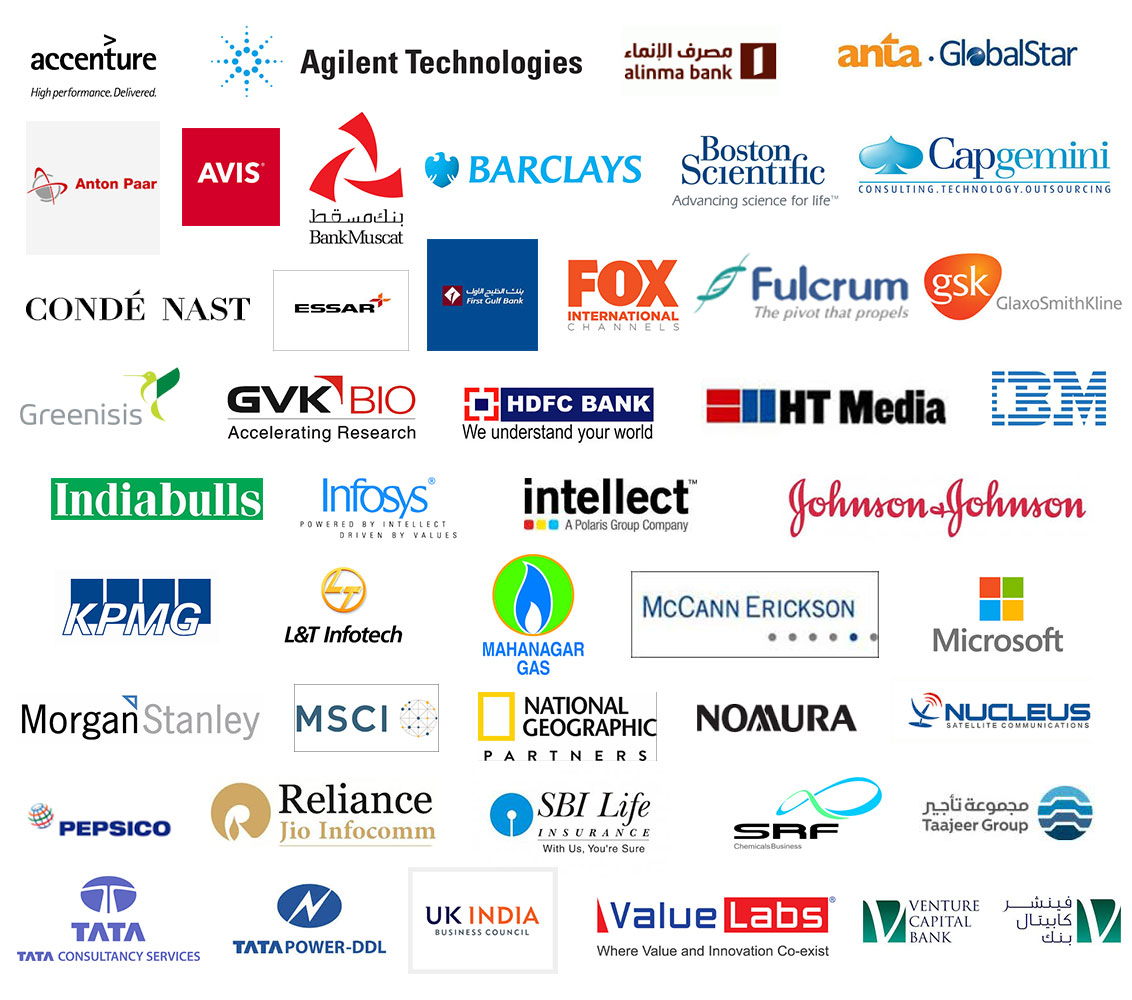 accenture
High performance. Delivered.
Agilent Technologies
مصرف الإنماء
alinma bank
anta . GlobalStar
Anton Paar
AVIS®
بنك مسقط
BankMuscat
BARCLAYS
Boston
Scientific
Advancing science for life™
Capgemini
CONSULTING.TECHNOLOGY.OUTSOURCING
CONDÉ NAST
ESSAR
بنك الخليج الأول
First Gulf Bank
FOX
INTERNATIONAL
CHANNELS
Fulcrum
The pivot that propels
gsk
GlaxoSmithKline
Greenisis
GVK BIO
Accelerating Research
HDFC BANK
We understand your world
HT Media
IBM
Indiabulls
Infosys®
POWERED BY INTELLECT
DRIVEN BY VALUES
intellect™
A Polaris Group Company
Johnson & Johnson
KPMG
LT
L&T Infotech
MAHANAGAR
GAS
MCCANN ERICKSON
Microsoft
Morgan Stanley
MSCI
NATIONAL
GEOGRAPHIC
PARTNERS
NOMURA
NUCLEUS
SATELLITE COMMUNICATIONS
PEPSICO
Reliance
Jio Infocomm
SBI Life
INSURANCE
With Us, You're Sure
SRF
Chemicals Business
مجموعة تأجير
Taajeer Group
TATA
TATA CONSULTANCY SERVICES
TATA POWER-DDL
UK INDIA
BUSINESS COUNCIL
Value Labs®
Where Value and Innovation Co-exist
VENTURE
CAPITAL
BANK
فينشر
كابيتال
بنك